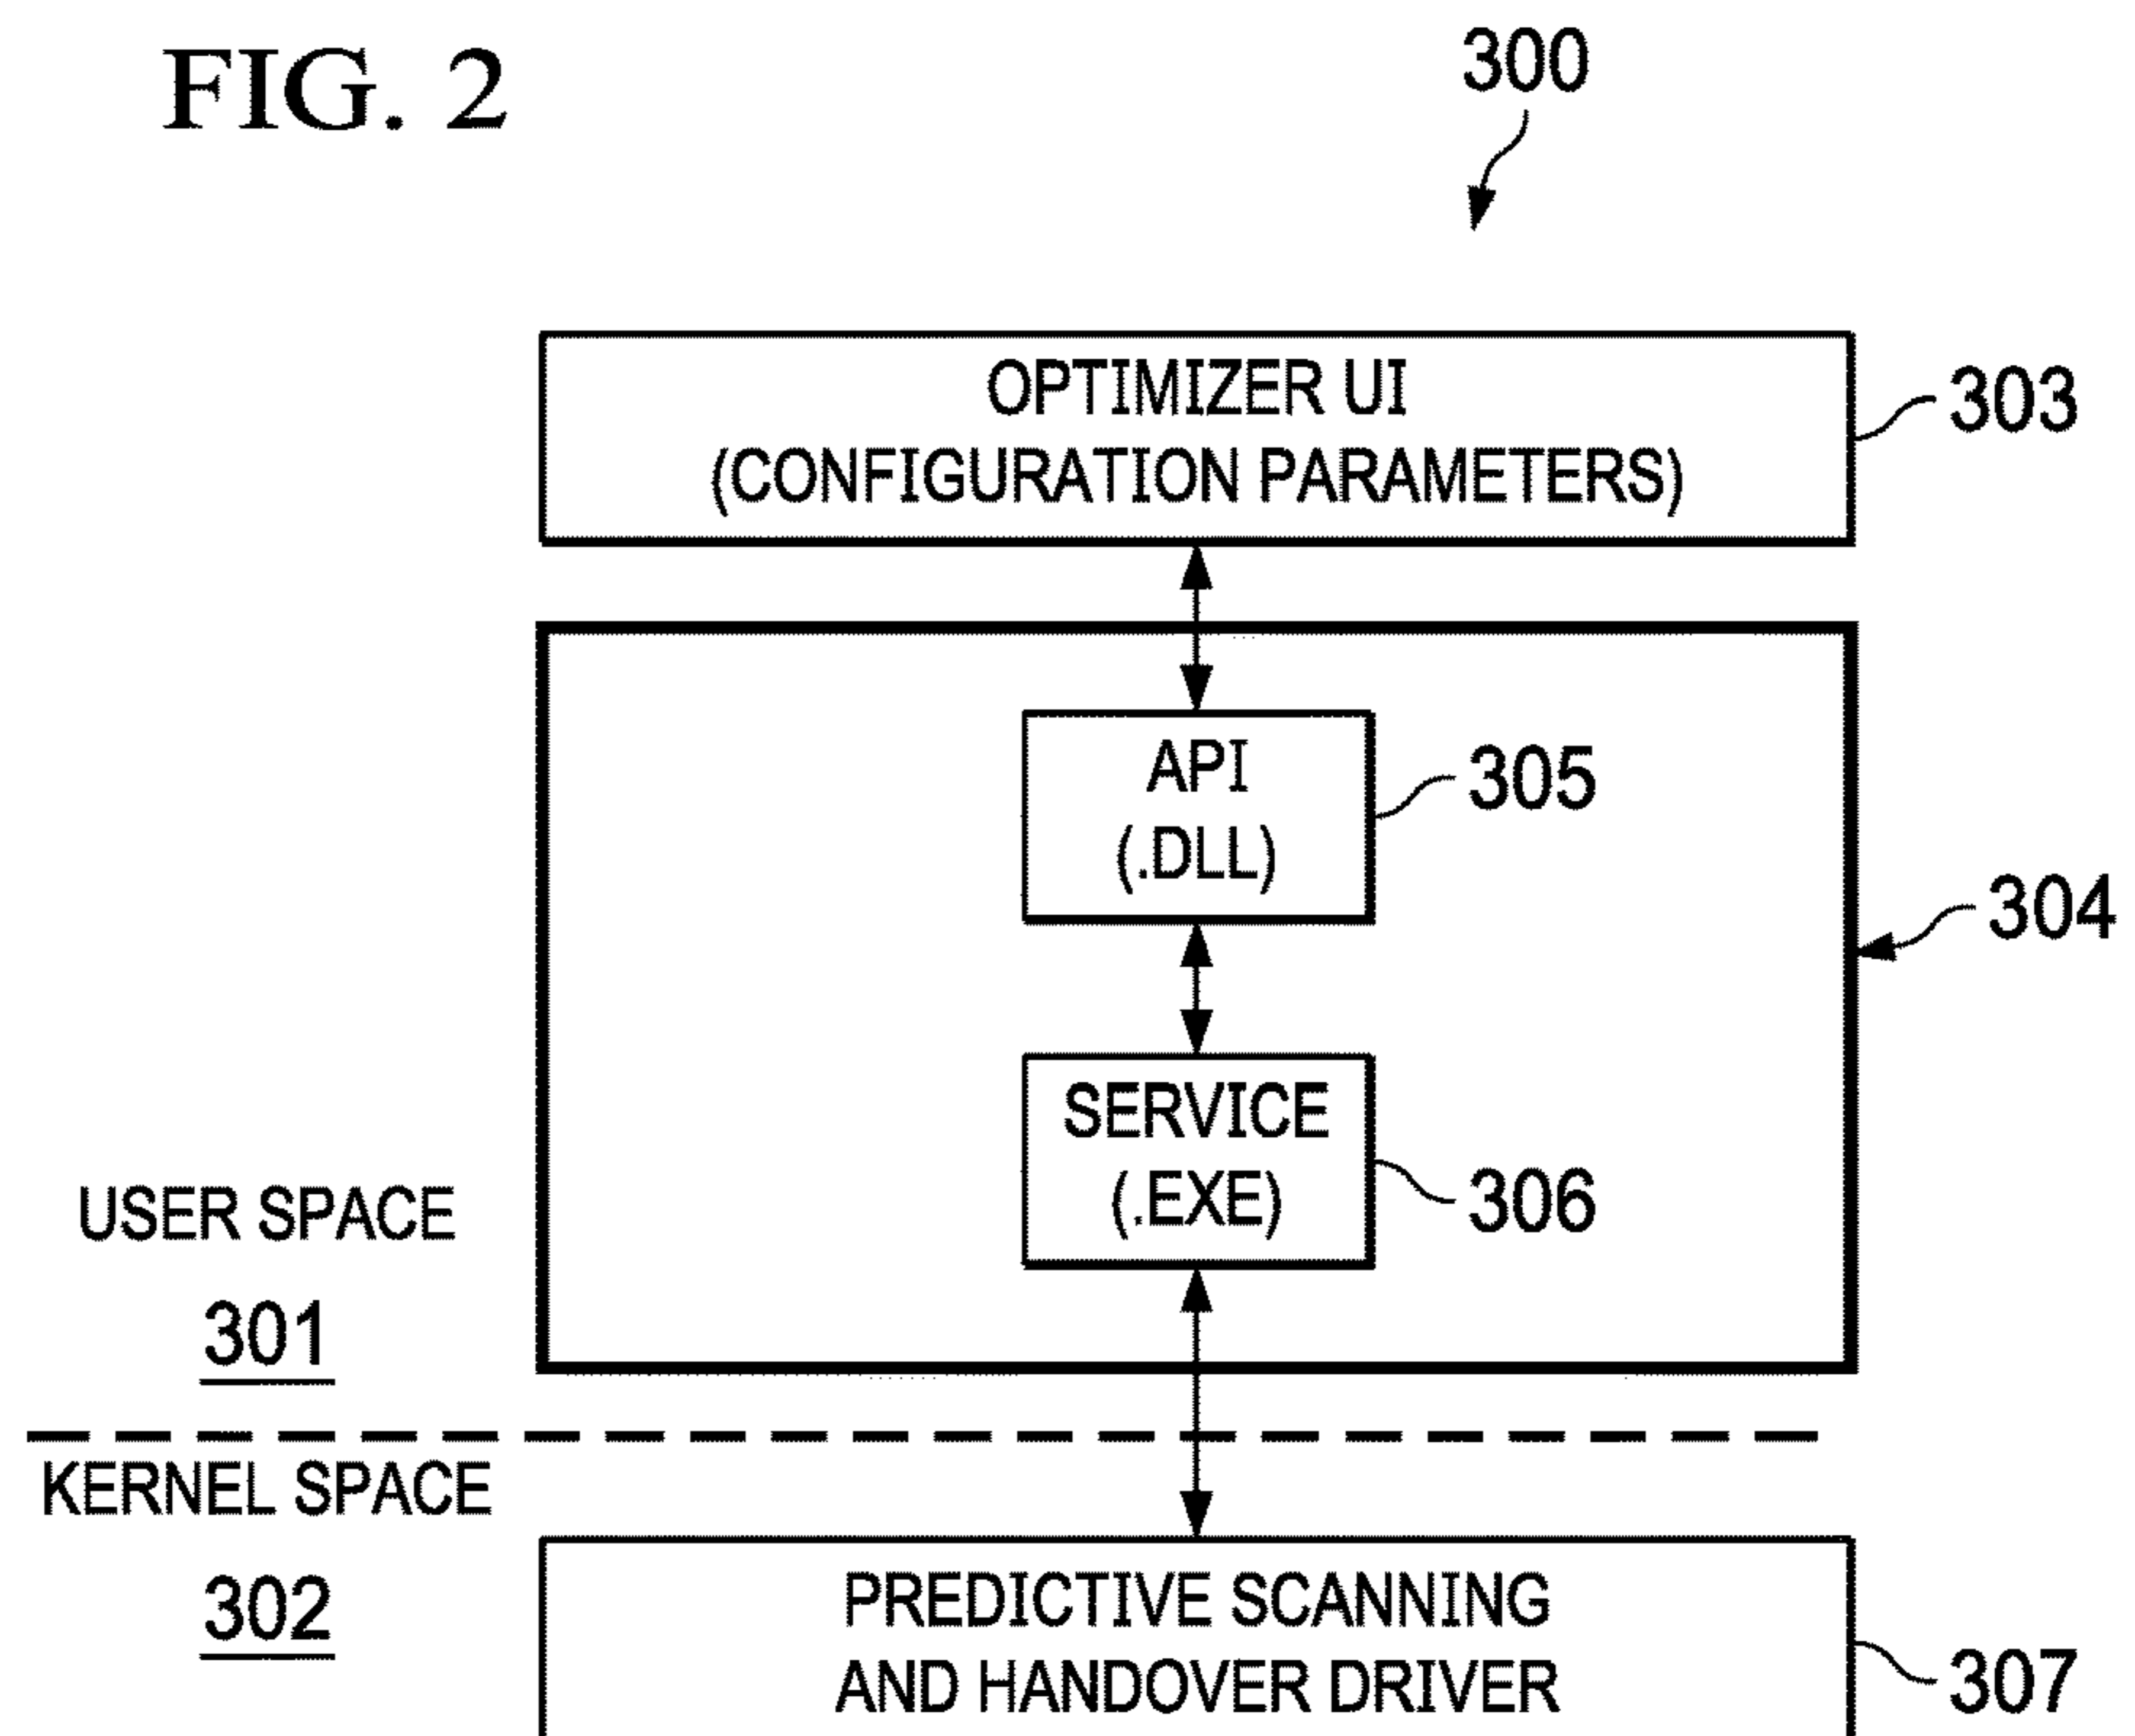 FIG. 2
300
OPTIMIZER UI
(CONFIGURATION PARAMETERS)
303
API
(.DLL)
305
304
SERVICE
(.EXE)
306
USER SPACE
301
KERNEL SPACE
302
PREDICTIVE SCANNING
AND HANDOVER DRIVER
307